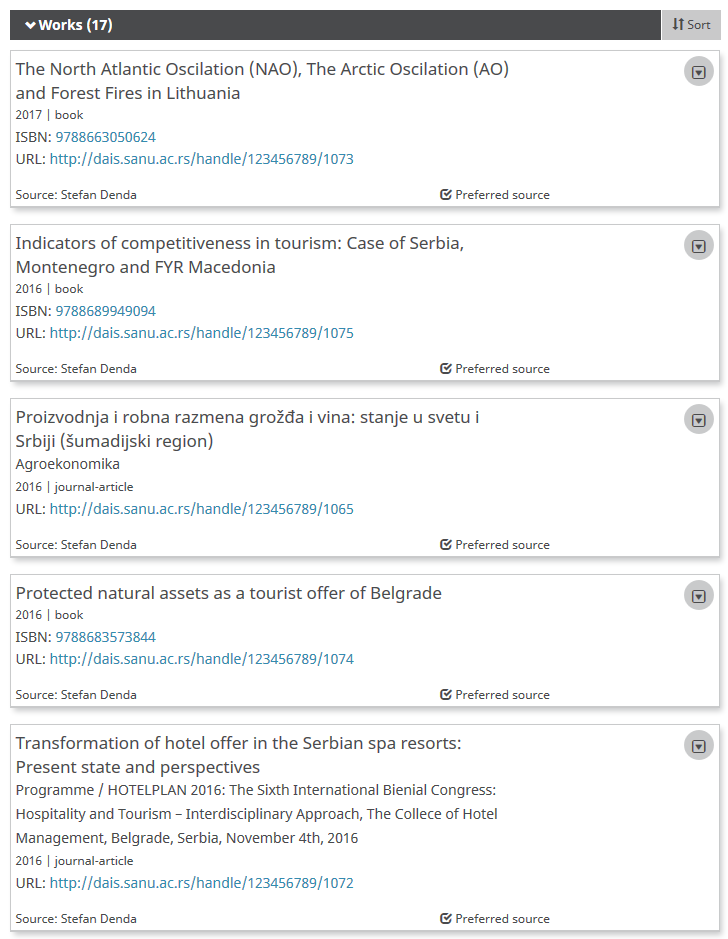 Works (17)
Sort
The North Atlantic Oscilation (NAO), The Arctic Oscilation (AO)
and Forest Fires in Lithuania
2017 | book
ISBN: 9788663050624
URL: http://dais.sanu.ac.rs/handle/123456789/1073
Source: Stefan Denda
Preferred source
Indicators of competitiveness in tourism: Case of Serbia,
Montenegro and FYR Macedonia
2016 | book
ISBN: 9788689949094
URL: http://dais.sanu.ac.rs/handle/123456789/1075
Source: Stefan Denda
Preferred source
Proizvodnja i robna razmena grožđa i vina: stanje u svetu i
Srbiji (šumadijski region)
Agroekonomika
2016 | journal-article
URL: http://dais.sanu.ac.rs/handle/123456789/1065
Source: Stefan Denda
Preferred source
Protected natural assets as a tourist offer of Belgrade
2016 | book
ISBN: 9788683573844
URL: http://dais.sanu.ac.rs/handle/123456789/1074
Source: Stefan Denda
Preferred source
Transformation of hotel offer in the Serbian spa resorts:
Present state and perspectives
Programme / HOTELPLAN 2016: The Sixth International Bienial Congress:
Hospitality and Tourism – Interdisciplinary Approach, The Collece of Hotel
Management, Belgrade, Serbia, November 4th, 2016
2016 | journal-article
URL: http://dais.sanu.ac.rs/handle/123456789/1072
Source: Stefan Denda
Preferred source